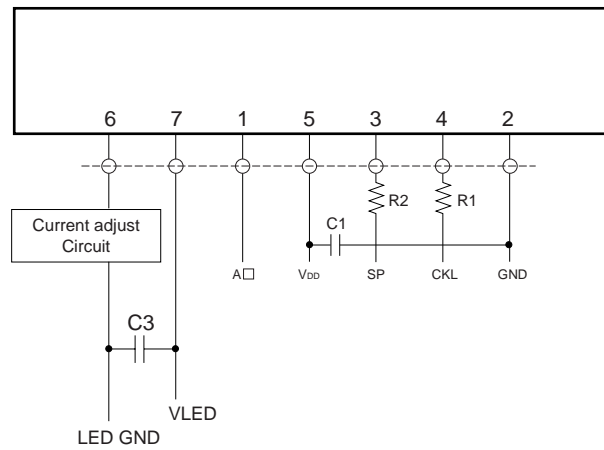 6 7 1 5 3 4 2
R2 R1
Current adjust
Circuit
C1
A□ VDD SP CKL GND
C3
VLED
LED GND